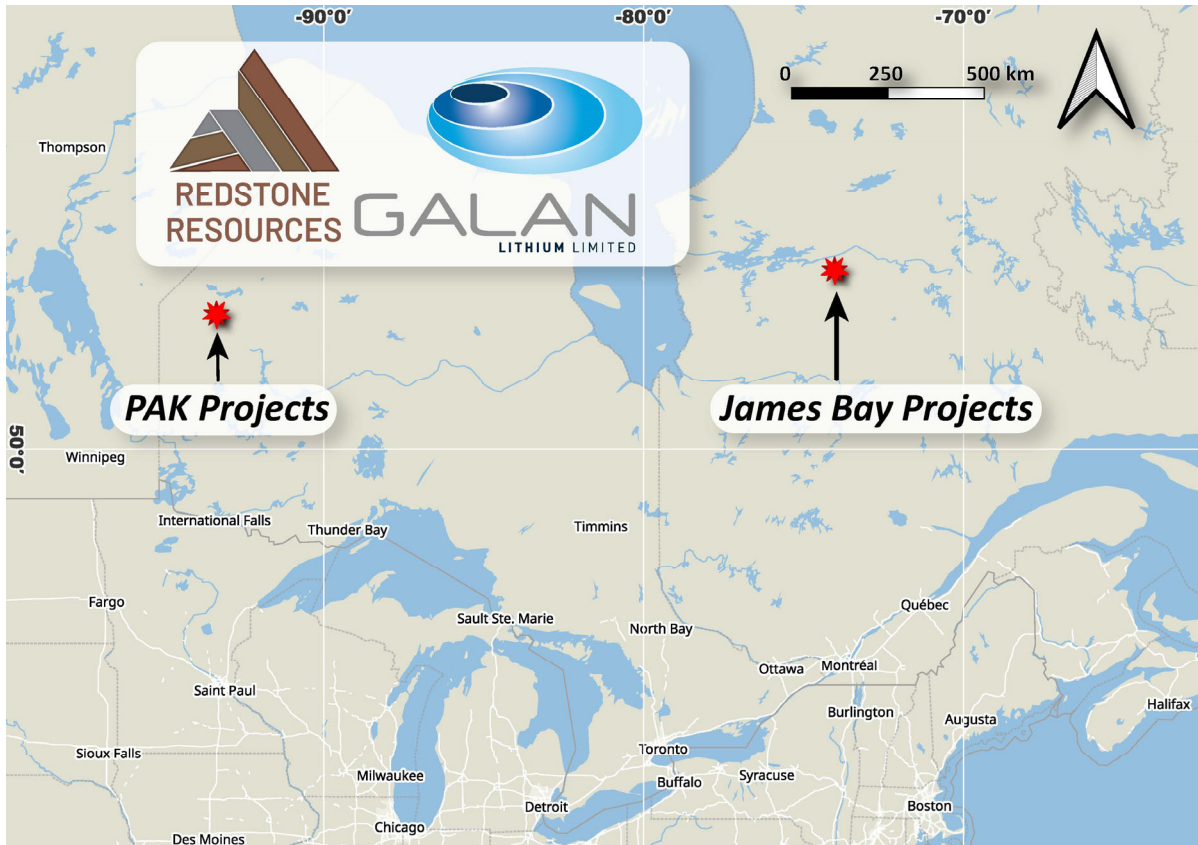 -90°0′
-80°0′
-70°0′
0 250 500 km
Thompson
REDSTONE
RESOURCES
GALAN
LITHIUM LIMITED
PAK Projects
James Bay Projects
50°0′
Winnipeg
International Falls
Thunder Bay
Timmins
Fargo
Sault Ste. Marie
North Bay
Québec
Ottawa
Montréal
Saint Paul
Burlington
Augusta
Halifax
Sioux Falls
Toronto
Milwaukee
Buffalo
Syracuse
Detroit
Boston
Chicago
Des Moines